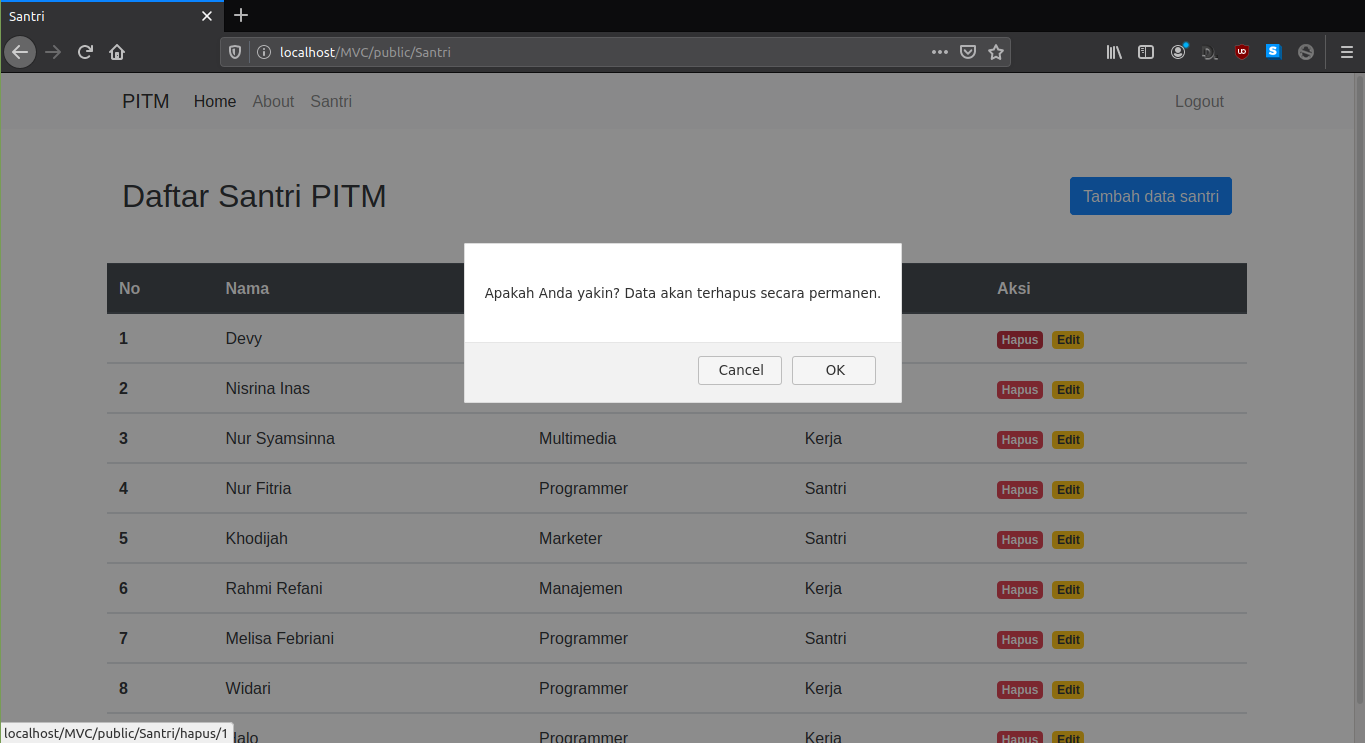 Santri
localhost/MVC/public/Santri
PITM Home About Santri Logout
Daftar Santri PITM Tambah data santri
Apakah Anda yakin? Data akan terhapus secara permanen.
Cancel OK
No Nama Aksi
1 Devy Hapus Edit
2 Nisrina Inas Hapus Edit
3 Nur Syamsinna Multimedia Kerja Hapus Edit
4 Nur Fitria Programmer Santri Hapus Edit
5 Khodijah Marketer Santri Hapus Edit
6 Rahmi Refani Manajemen Kerja Hapus Edit
7 Melisa Febriani Programmer Santri Hapus Edit
8 Widari Programmer Kerja Hapus Edit
Programmer Kerja Hapus Edit
localhost/MVC/public/Santri/hapus/1